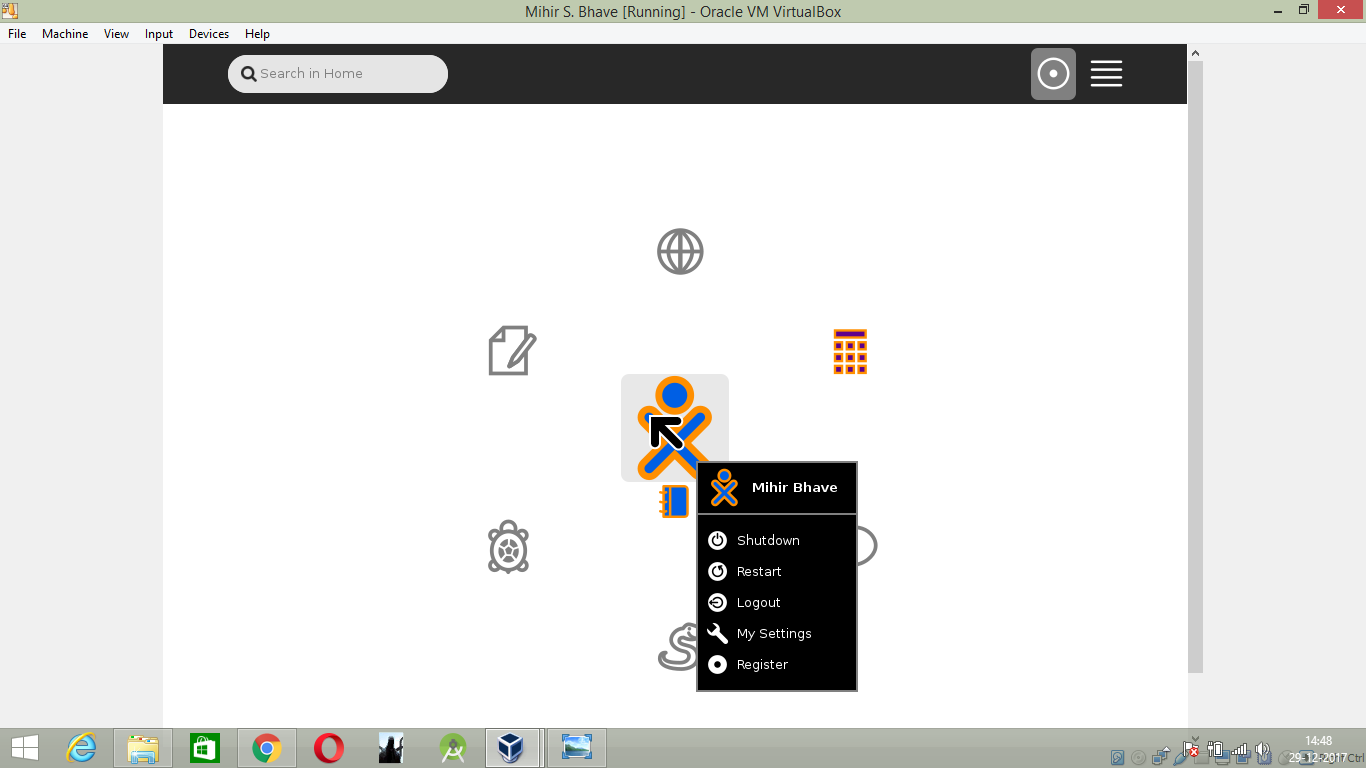 Mihir S. Bhave [Running] - Oracle VM VirtualBox
File Machine View Input Devices Help
Search in Home
Mihir Bhave
Shutdown
Restart
Logout
My Settings
Register
14:48
29-12-2017
Ctrl